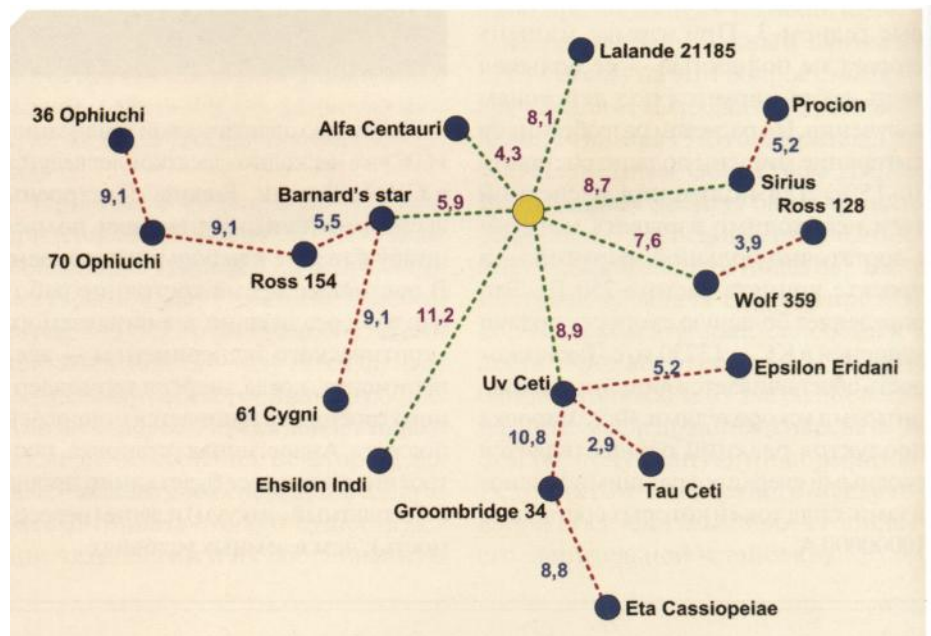 Lalande 21185
8,1
Procion
36 Ophiuchi
Alfa Centauri
4,3
5,2
8,7
Sirius
9,1
Barnard's star
5,9
Ross 128
5,5
9,1
7,6
3,9
70 Ophiuchi
Ross 154
Wolf 359
11,2
9,1
8,9
5,2
Epsilon Eridani
Uv Ceti
61 Cygni
10,8
2,9
Ehsilon Indi
Tau Ceti
Groombridge 34
8,8
Eta Cassiopeiae